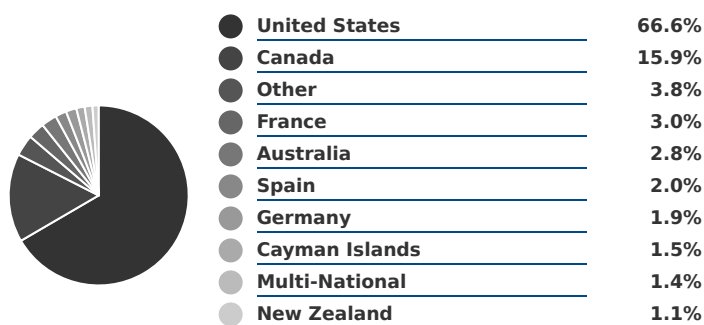 United States 66.6%
Canada 15.9%
Other 3.8%
France 3.0%
Australia 2.8%
Spain 2.0%
Germany 1.9%
Cayman Islands 1.5%
Multi-National 1.4%
New Zealand 1.1%